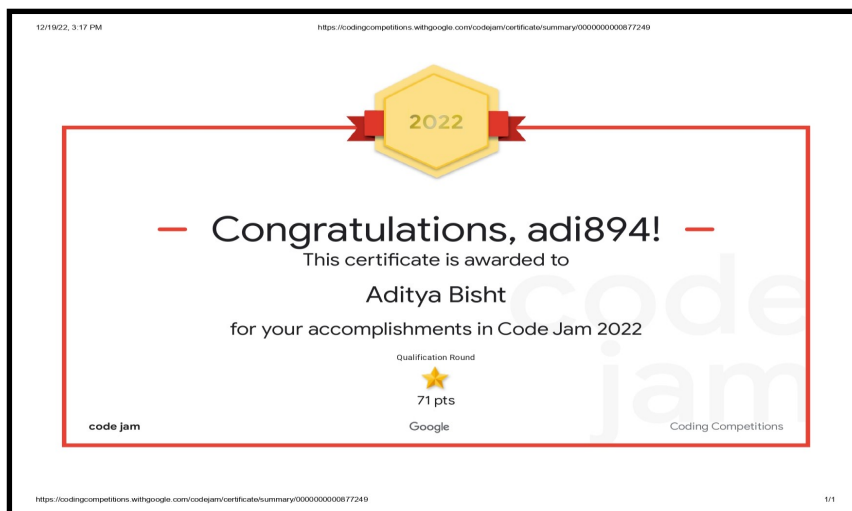 12/19/22, 3:17 PM https://codingcompetitions.withgoogle.com/codejam/certificate/summary/0000000000877249
2022
Congratulations, adi894!
This certificate is awarded to
Aditya Bisht
for your accomplishments in Code Jam 2022
Qualification Round
71 pts
code jam
code jam Google Coding Competitions
https://codingcompetitions.withgoogle.com/codejam/certificate/summary/0000000000877249 1/1